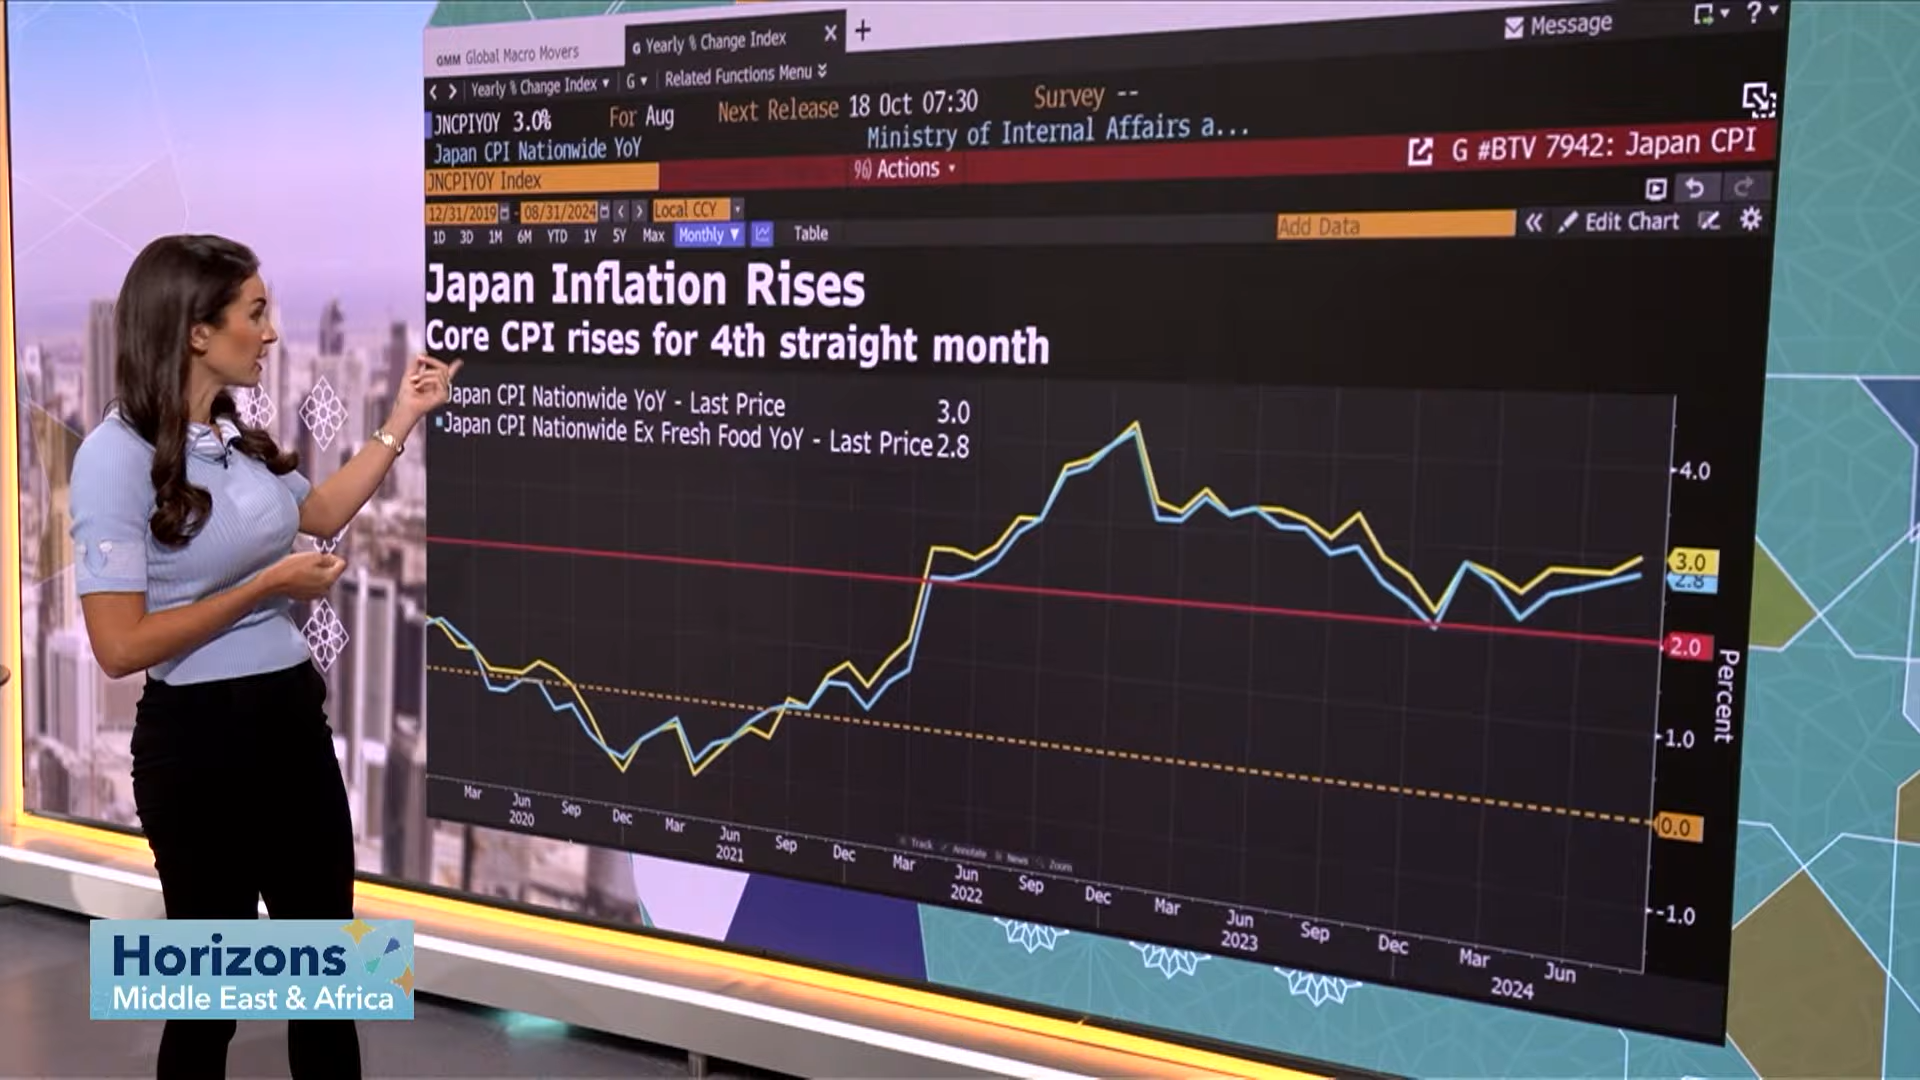 GMM Global Macro Movers
G Yearly % Change Index X +
Message ?
< > Yearly % Change Index G Related Functions Menu
JNCPIYOY 3.0% For Aug Next Release 18 Oct 07:30 Survey --
Japan CPI Nationwide YoY Ministry of Internal Affairs a...
JNCPIYOY Index 96) Actions G #BTV 7942: Japan CPI
12/31/2019 - 08/31/2024 < > Local CCY
1D 3D 1M 6M YTD 1Y 5Y Max Monthly ▼ Table Add Data « Edit Chart
Japan Inflation Rises
Core CPI rises for 4th straight month
Japan CPI Nationwide YoY - Last Price 3.0
Japan CPI Nationwide Ex Fresh Food YoY - Last Price 2.8
4.0
3.0
2.8
2.0
1.0
0.0
-1.0
Percent
Track Annotate News Zoom
Mar Jun Sep Dec Mar Jun Sep Dec Mar Jun Sep Dec Mar Jun Sep Dec Mar Jun
2020 2021 2022 2023 2024
Horizons
Middle East & Africa